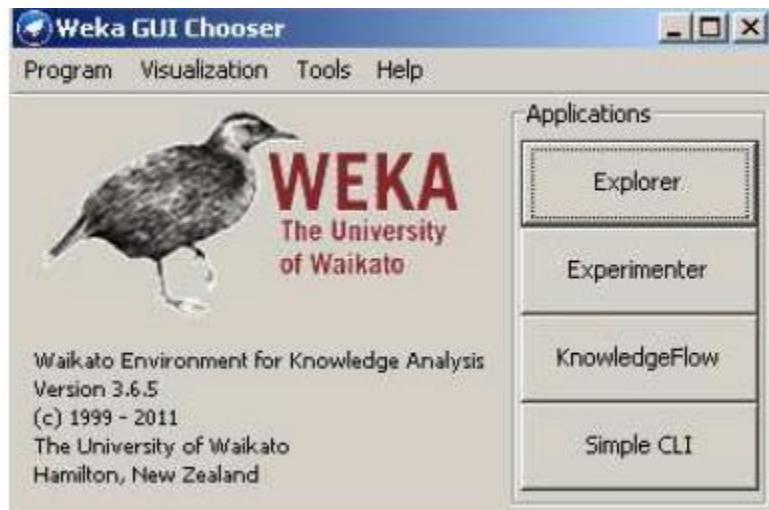 Weka GUI Chooser
Program Visualization Tools Help
WEKA
The University
of Waikato
Waikato Environment for Knowledge Analysis
Version 3.6.5
(c) 1999 - 2011
The University of Waikato
Hamilton, New Zealand
Applications
Explorer
Experimenter
KnowledgeFlow
Simple CLI